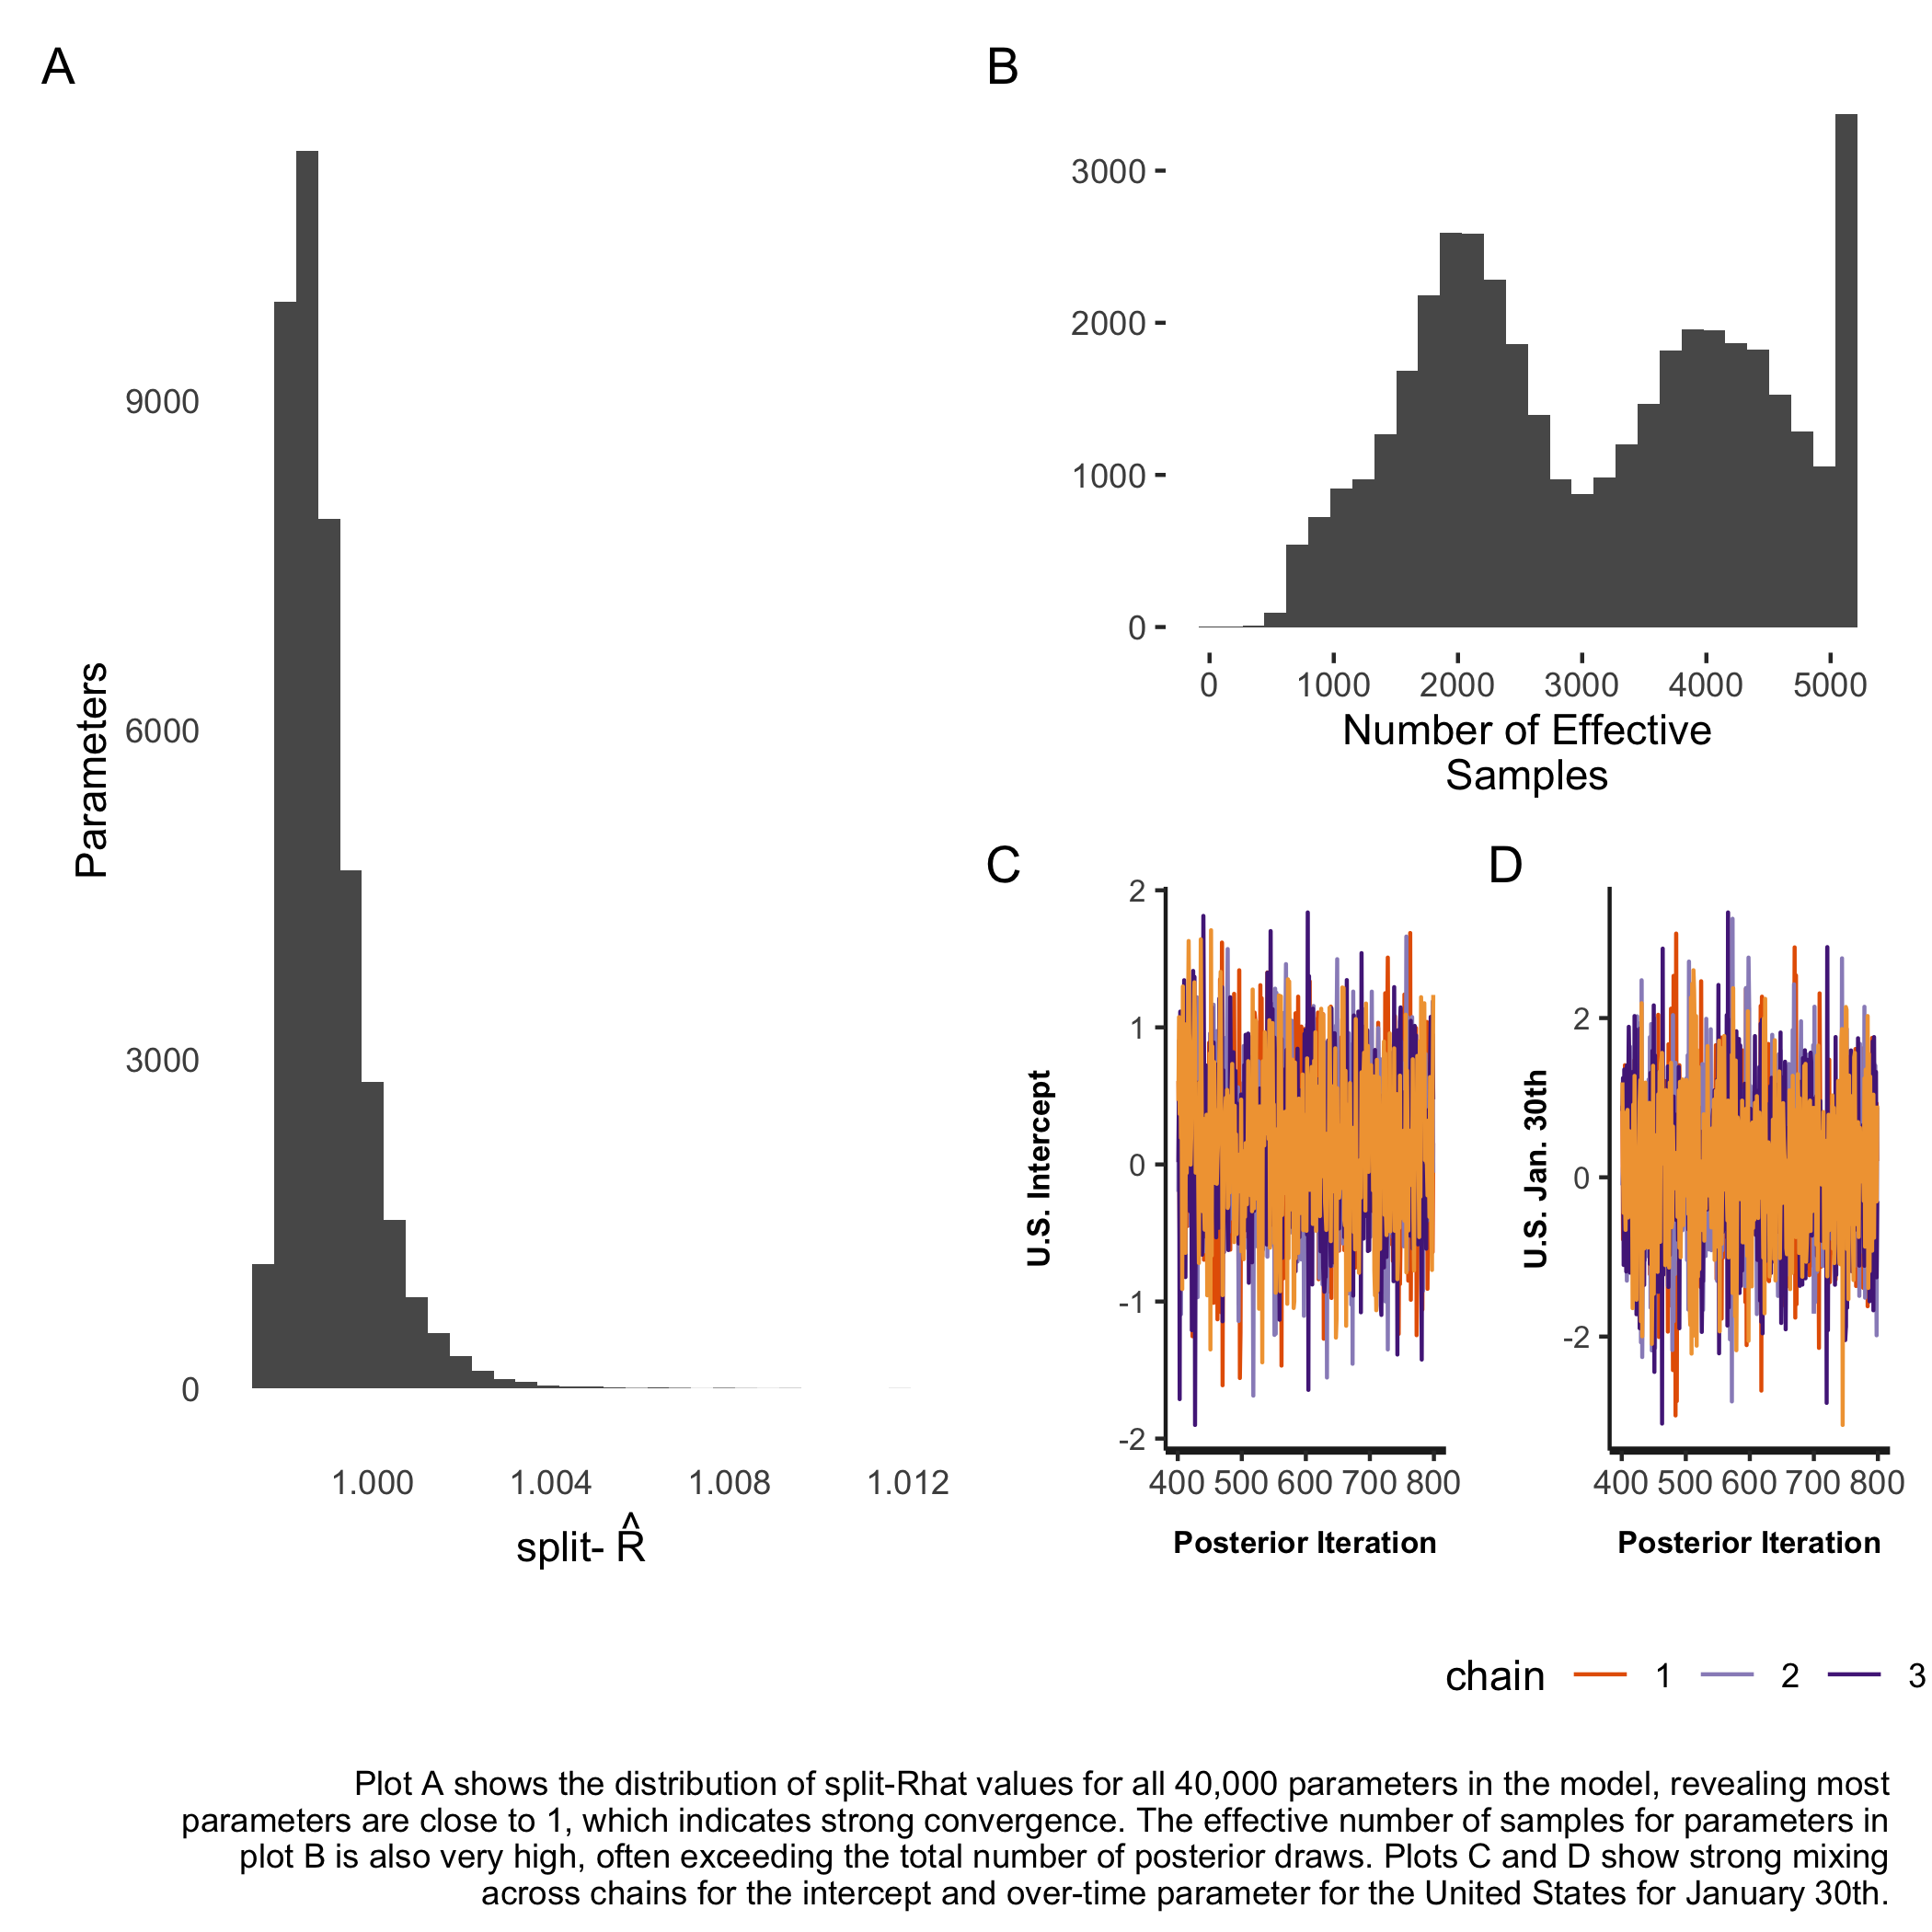 A
Parameters
9000
6000
3000
0
1.000 1.004 1.008 1.012
split- R̂
B
3000
2000
1000
0
0 1000 2000 3000 4000 5000
Number of Effective
Samples
C
U.S. Intercept
2
1
0
-1
-2
400 500 600 700 800
Posterior Iteration
D
U.S. Jan. 30th
2
0
-2
400 500 600 700 800
Posterior Iteration
chain 1 2 3
Plot A shows the distribution of split-Rhat values for all 40,000 parameters in the model, revealing most
parameters are close to 1, which indicates strong convergence. The effective number of samples for parameters in
plot B is also very high, often exceeding the total number of posterior draws. Plots C and D show strong mixing
across chains for the intercept and over-time parameter for the United States for January 30th.